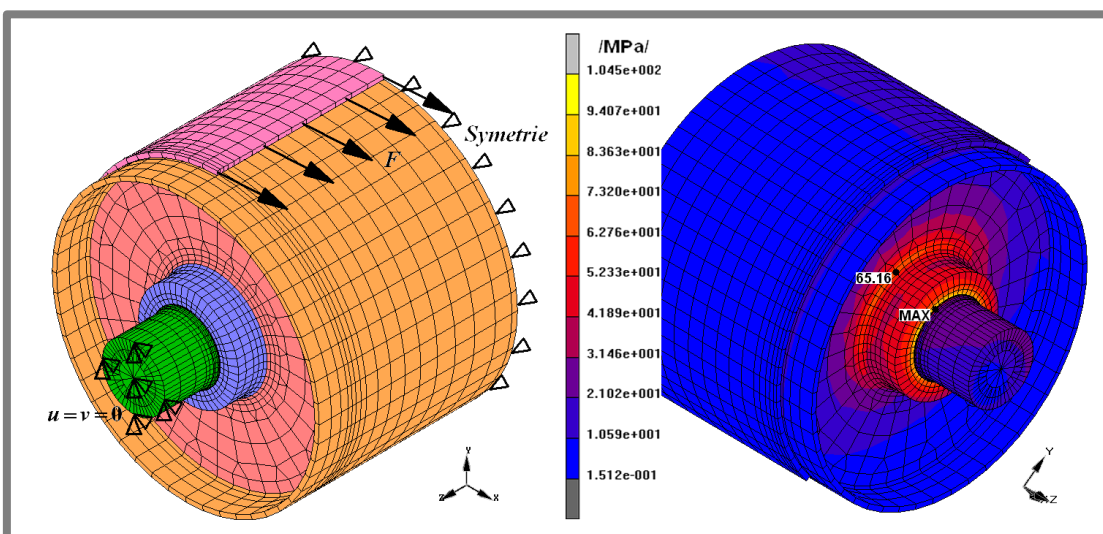 Symetrie
F
u=v=0
Y
Z
X
/MPa/
1.045e+002
9.407e+001
8.363e+001
7.320e+001
6.276e+001
5.233e+001
4.189e+001
3.146e+001
2.102e+001
1.059e+001
1.512e-001
65.16
MAX
Y
Z